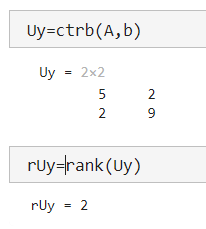 Uy=ctrb(A,b)
Uy = 2×2
5 2
2 9
rUy=rank(Uy)
rUy = 2